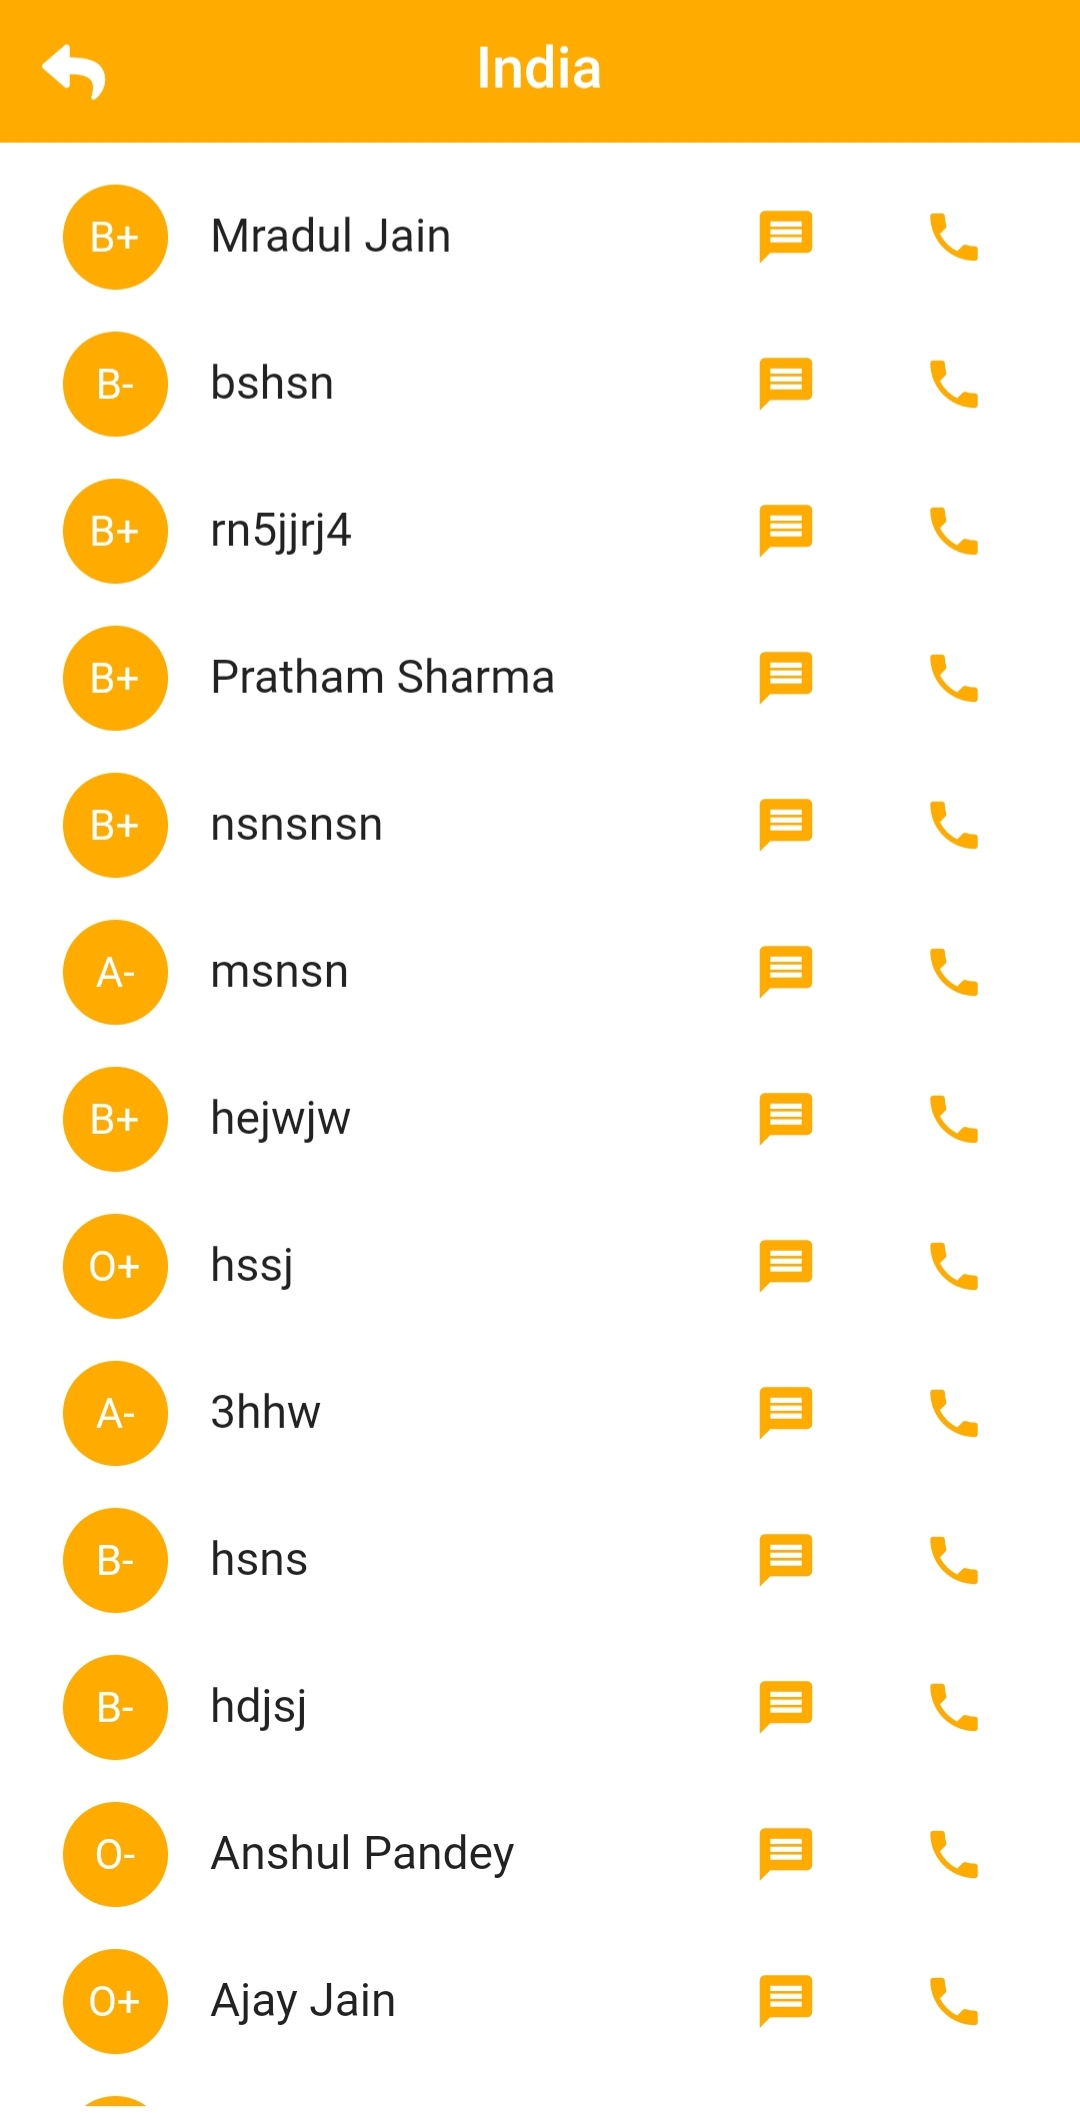 India
B+ Mradul Jain
B- bshsn
B+ rn5jjrj4
B+ Pratham Sharma
B+ nsnsnsn
A- msnsn
B+ hejwjw
O+ hssj
A- 3hhw
B- hsns
B- hdjsj
O- Anshul Pandey
O+ Ajay Jain